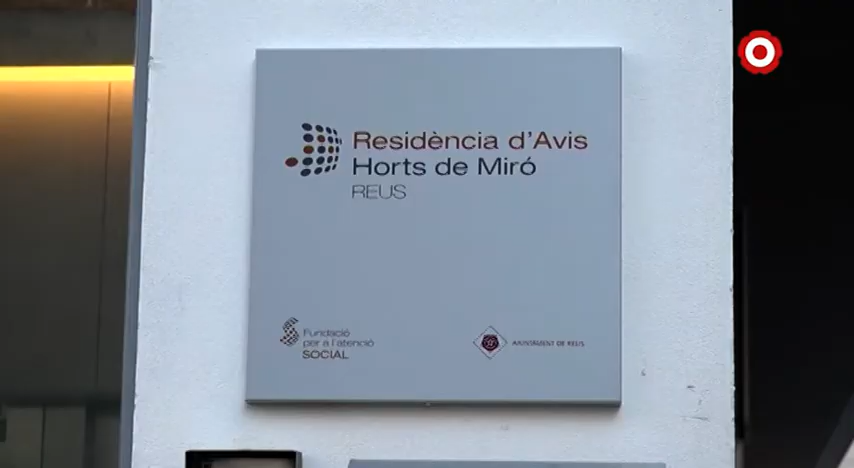 Residència d'Avis
Horts de Miró
REUS
Fundació
per a l'atenció
SOCIAL
AJUNTAMENT DE REUS